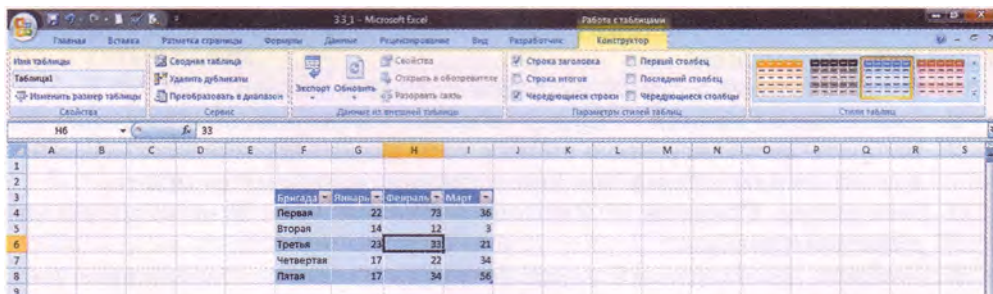 3.3_1 - Microsoft Excel Работа с таблицами
Главная Вставка Разметка страницы Формулы Данные Рецензирование Вид Разработчик Конструктор
Имя таблицы:
Таблица1
Изменить размер таблицы
Свойства
Сводная таблица
Удалить дубликаты
Преобразовать в диапазон
Сервис
Экспорт Обновить
Свойства
Открыть в обозревателе
Разорвать связь
Данные из внешней таблицы
Строка заголовка Первый столбец
Строка итогов Последний столбец
Чередующиеся строки Чередующиеся столбцы
Параметры стилей таблиц
Стили таблиц
H6 fx 33
A B C D E F G H I J K L M N O P Q R S
1
2
3 Бригада Январь Февраль Март
4 Первая 22 73 36
5 Вторая 14 12 3
6 Третья 23 33 21
7 Четвертая 17 22 34
8 Пятая 17 34 56
9